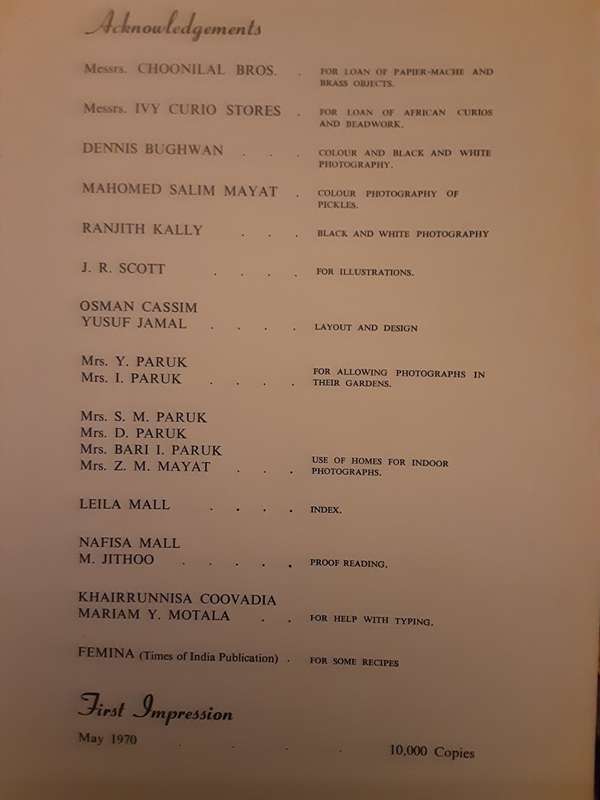 Acknowledgements
Messrs. CHOONILAL BROS. . FOR LOAN OF PAPIER-MACHE AND
BRASS OBJECTS.
Messrs. IVY CURIO STORES . FOR LOAN OF AFRICAN CURIOS
AND BEADWORK.
DENNIS BUGHWAN . . . COLOUR AND BLACK AND WHITE
PHOTOGRAPHY.
MAHOMED SALIM MAYAT . COLOUR PHOTOGRAPHY OF
PICKLES.
RANJITH KALLY . . . BLACK AND WHITE PHOTOGRAPHY
J. R. SCOTT . . . . FOR ILLUSTRATIONS.
OSMAN CASSIM
YUSUF JAMAL . . . . LAYOUT AND DESIGN
Mrs. Y. PARUK
Mrs. I. PARUK . . . . FOR ALLOWING PHOTOGRAPHS IN
THEIR GARDENS.
Mrs. S. M. PARUK
Mrs. D. PARUK
Mrs. BARI I. PARUK
Mrs. Z. M. MAYAT . . . USE OF HOMES FOR INDOOR
PHOTOGRAPHS.
LEILA MALL . . . . INDEX.
NAFISA MALL
M. JITHOO . . . . . PROOF READING.
KHAIRRUNNISA COOVADIA
MARIAM Y. MOTALA . . FOR HELP WITH TYPING.
FEMINA (Times of India Publication) . FOR SOME RECIPES
First Impression
May 1970 . . . . 10,000 Copies